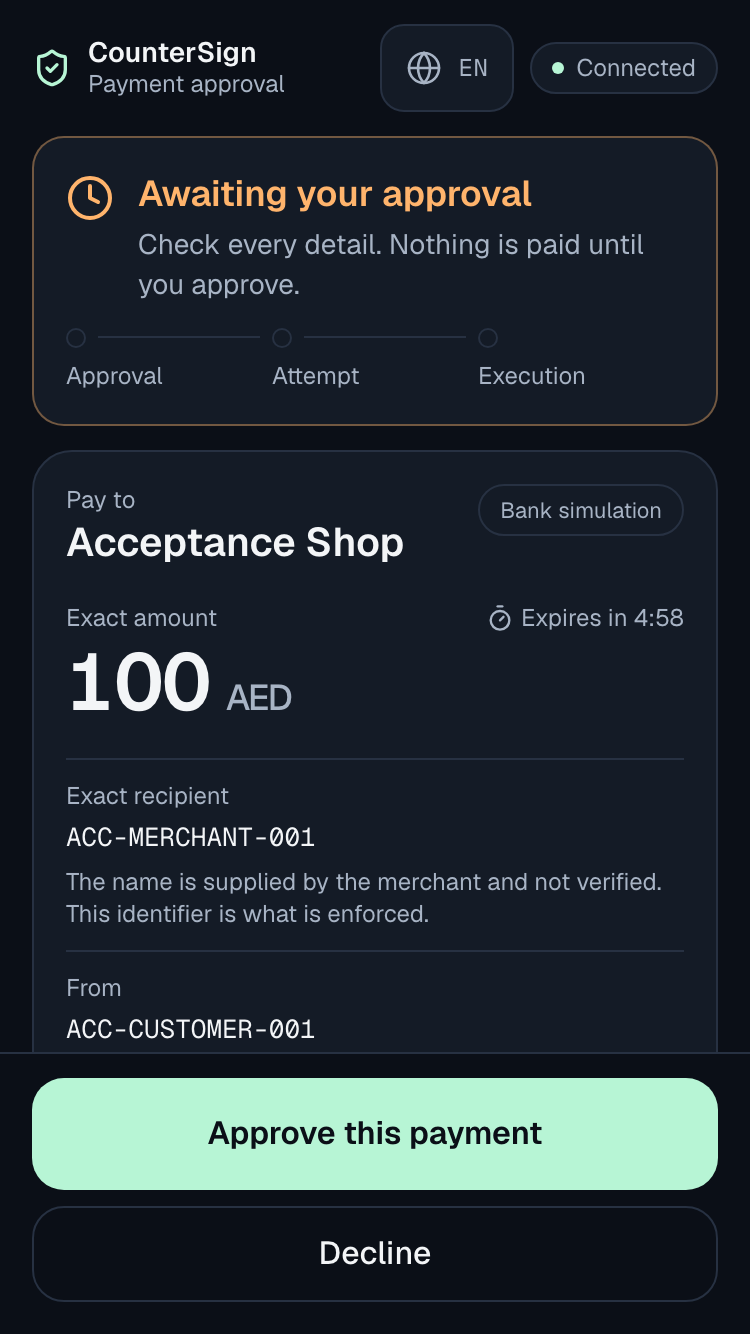 CounterSign
Payment approval
EN
Connected
Awaiting your approval
Check every detail. Nothing is paid until
you approve.
Approval
Attempt
Execution
Pay to
Bank simulation
Acceptance Shop
Exact amount
Expires in 4:58
100 AED
Exact recipient
ACC-MERCHANT-001
The name is supplied by the merchant and not verified.
This identifier is what is enforced.
From
ACC-CUSTOMER-001
Approve this payment
Decline